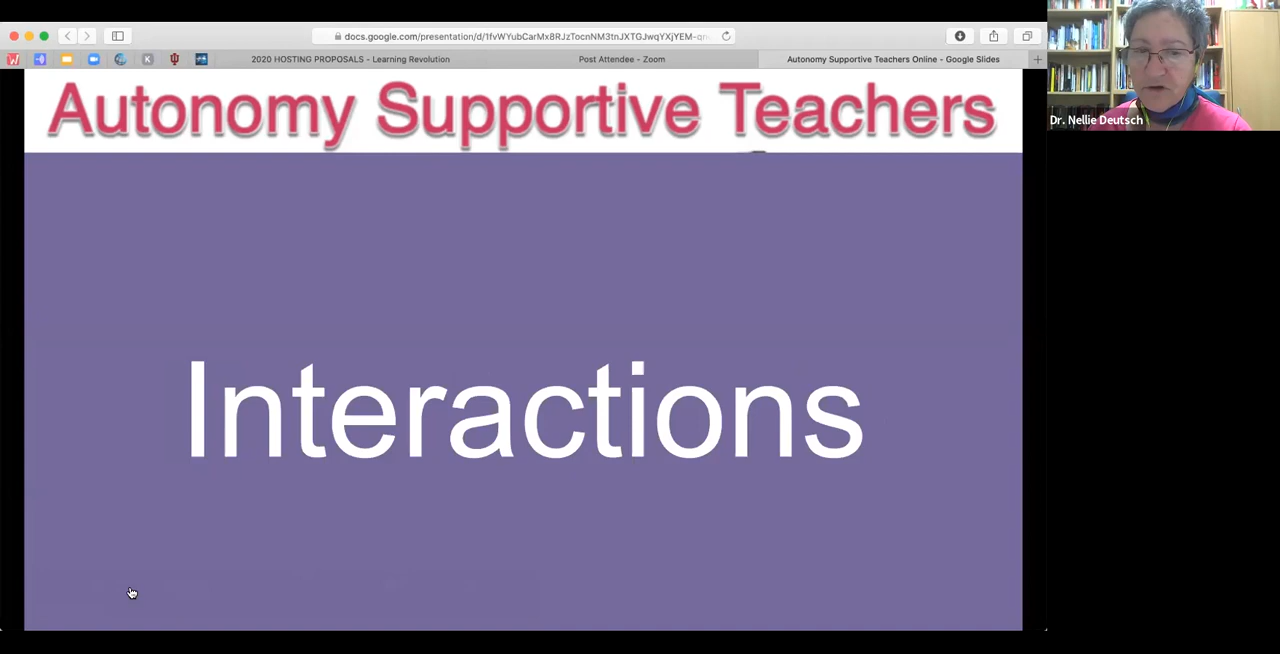 docs.google.com/presentation/d/1fvWYubCarMx8RJzTocnNM3tnJXTGJwqYXjYEM-
2020 HOSTING PROPOSALS - Learning Revolution
Post Attendee - Zoom
Autonomy Supportive Teachers Online - Google Slides
Dr. Nellie Deutsch
Autonomy Supportive Teachers
Interactions